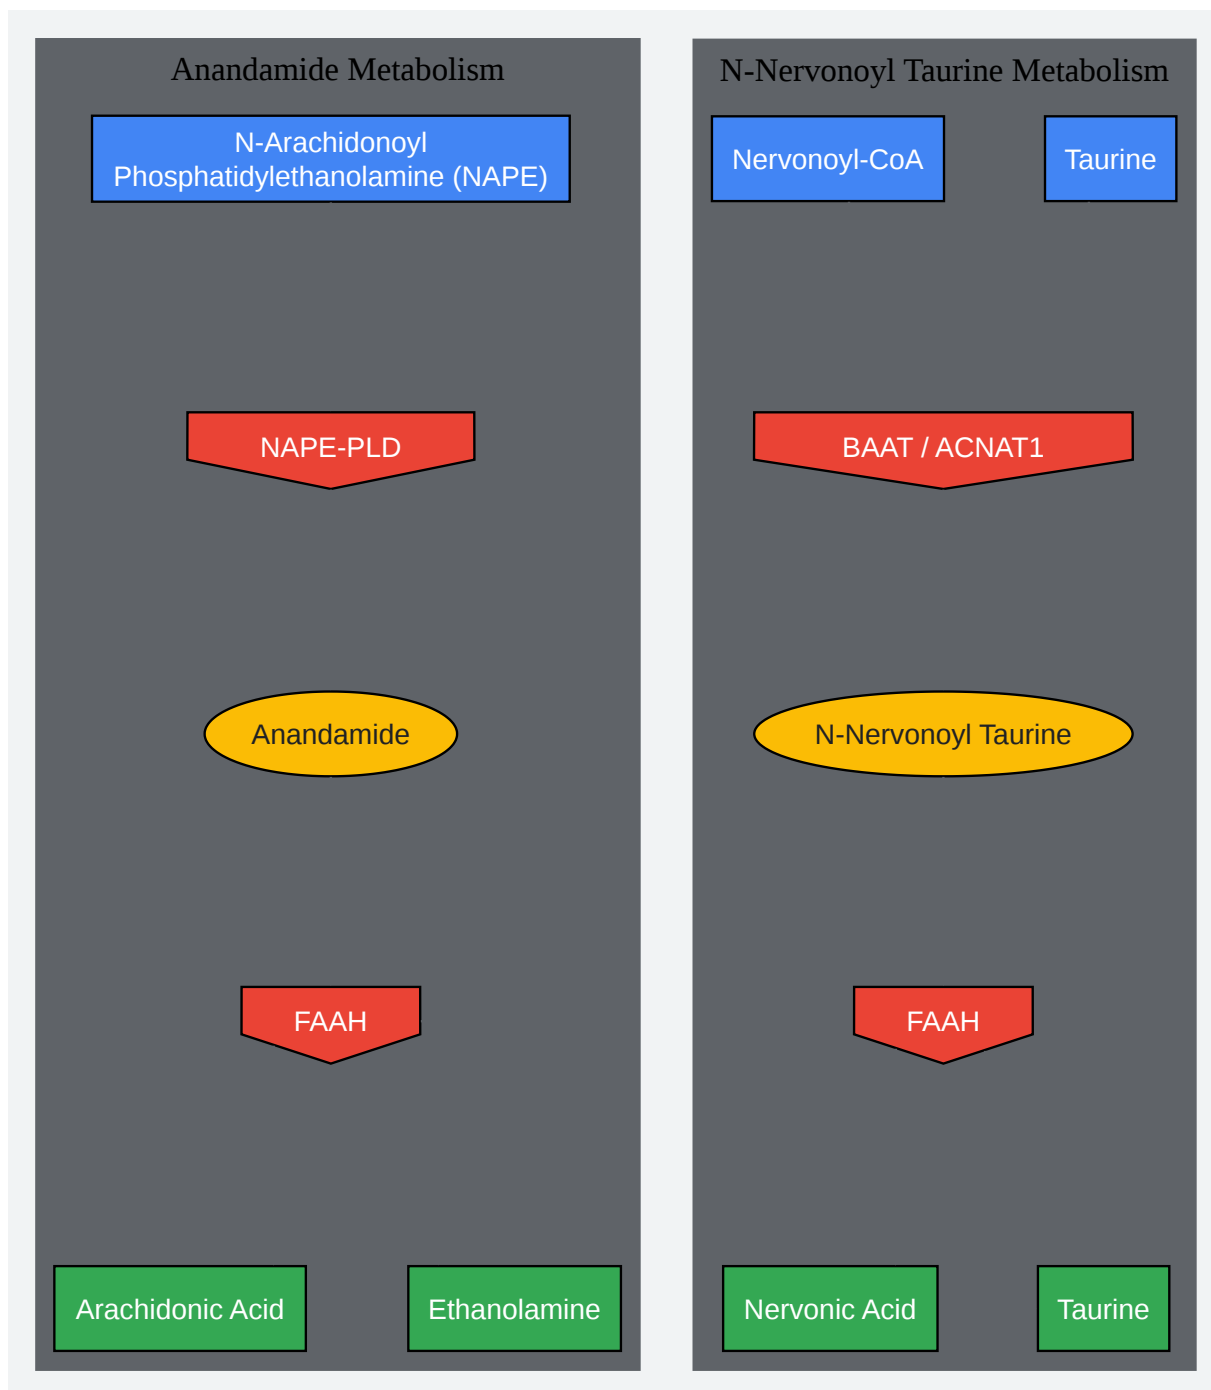 Anandamide Metabolism
N-Arachidonoyl
Phosphatidylethanolamine (NAPE)
NAPE-PLD
Anandamide
FAAH
Arachidonic Acid
Ethanolamine
N-Nervonoyl Taurine Metabolism
Nervonoyl-CoA
Taurine
BAAT / ACNAT1
N-Nervonoyl Taurine
FAAH
Nervonic Acid
Taurine